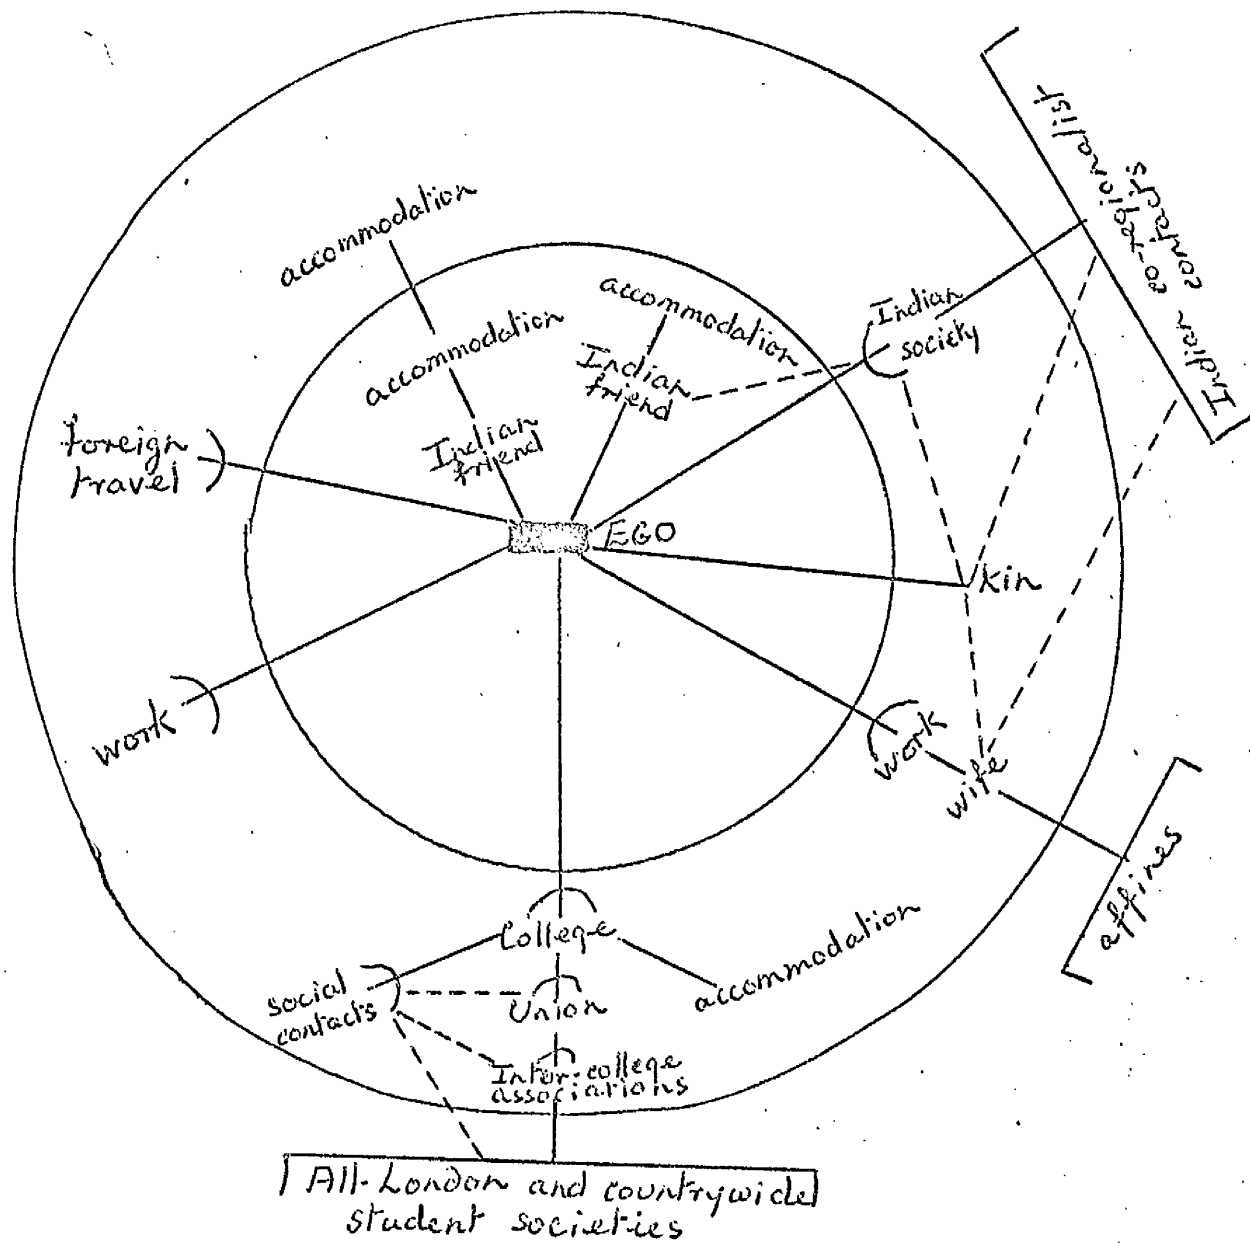 Indian co-regionalist
contacts
accommodation
accommodation
accommodation
Indian
friend
Indian
friend
Indian
society
foreign
travel
EGO
kin
work
work
wife
affines
College
accommodation
social
contacts
Union
Inter-college
associations
All-London and countrywide
student societies